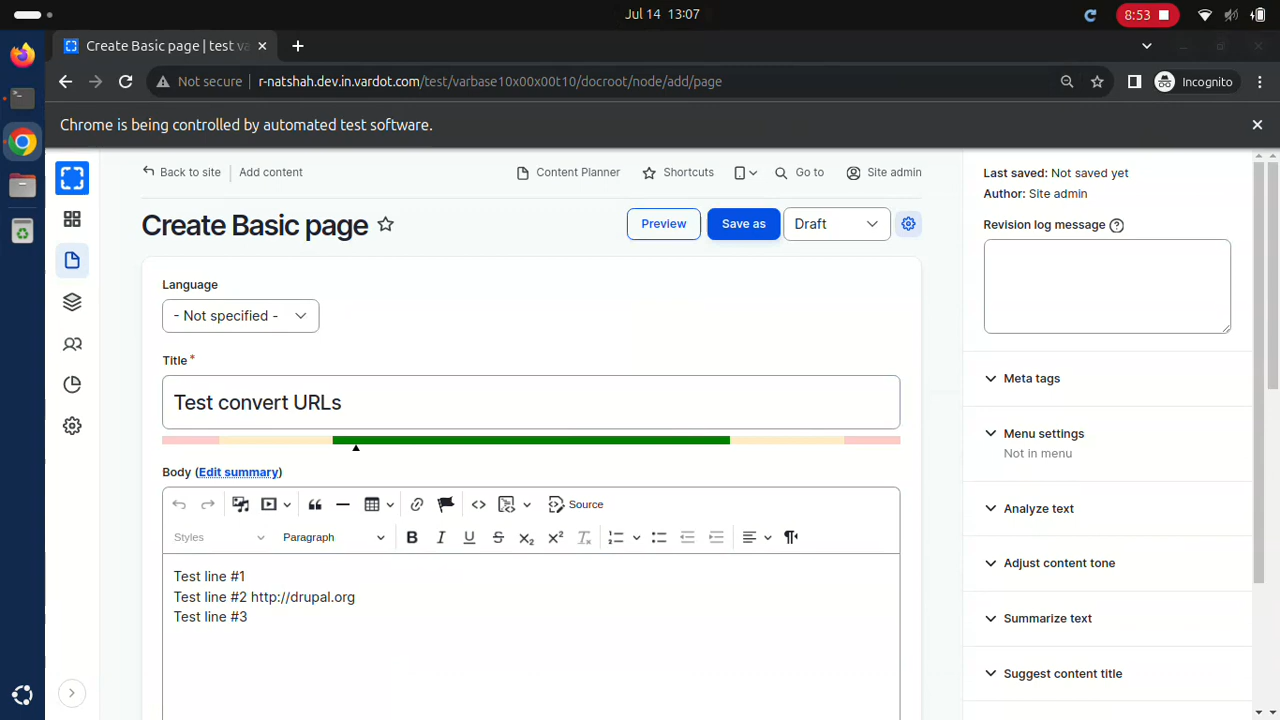 Jul 14 13:07
8:53
Create Basic page | test va
Not secure
r-natshah.dev.in.vardot.com/test/varbase10x00x00t10/docroot/node/add/page
Incognito
Chrome is being controlled by automated test software.
Back to site
Add content
Content Planner
Shortcuts
Go to
Site admin
Create Basic page
Preview
Save as
Draft
Language
- Not specified -
Title *
Test convert URLs
Body (Edit summary)
Source
Styles
Paragraph
Test line #1
Test line #2 http://drupal.org
Test line #3
Last saved: Not saved yet
Author: Site admin
Revision log message
Meta tags
Menu settings
Not in menu
Analyze text
Adjust content tone
Summarize text
Suggest content title